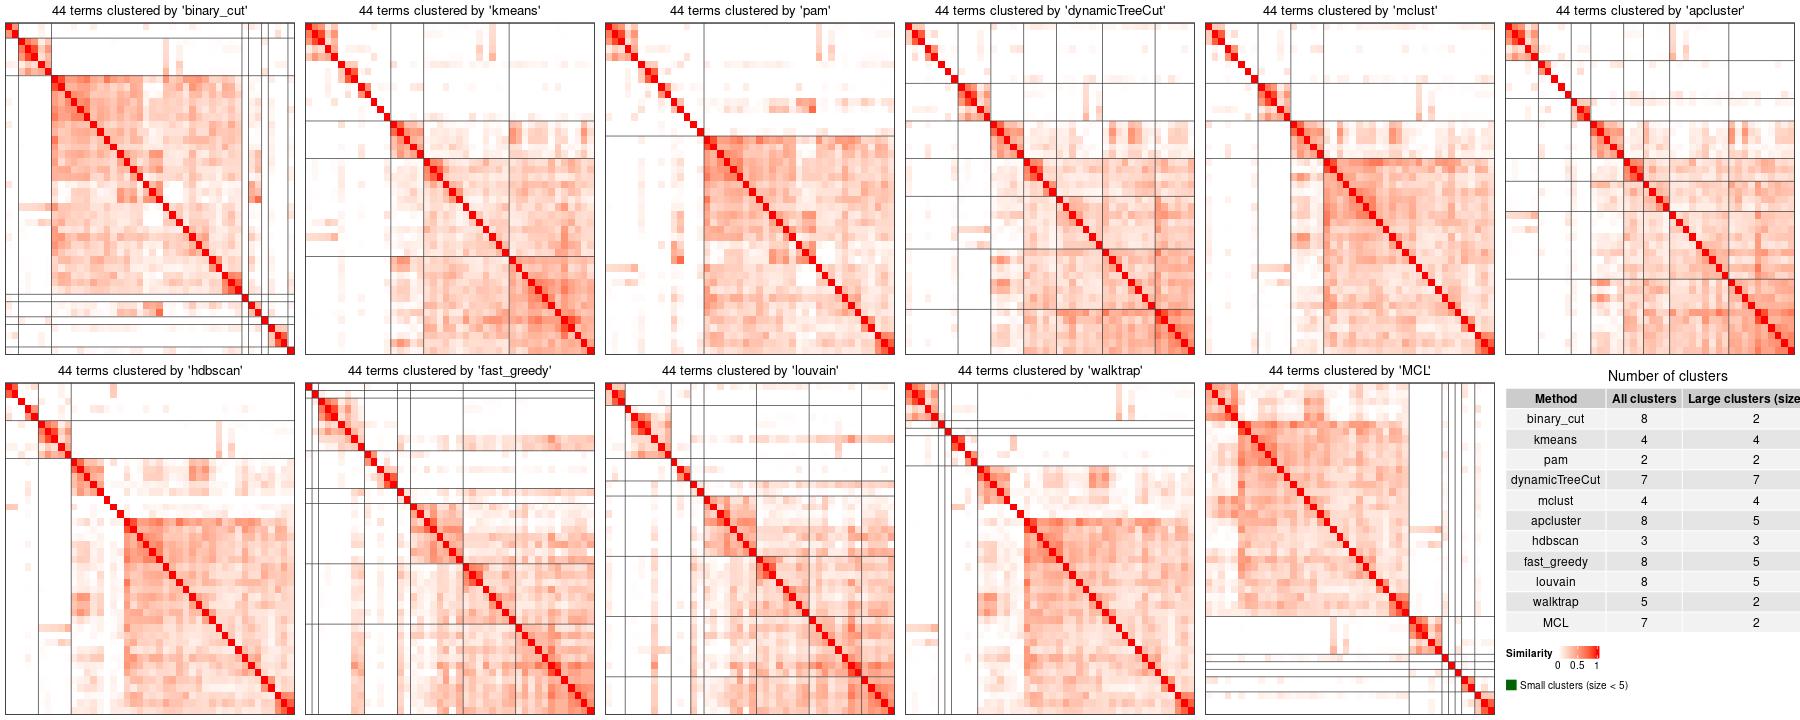 44 terms clustered by 'binary_cut'
44 terms clustered by 'kmeans'
44 terms clustered by 'pam'
44 terms clustered by 'dynamicTreeCut'
44 terms clustered by 'mclust'
44 terms clustered by 'apcluster'
44 terms clustered by 'hdbscan'
44 terms clustered by 'fast_greedy'
44 terms clustered by 'louvain'
44 terms clustered by 'walktrap'
44 terms clustered by 'MCL'
Number of clusters
Method All clusters Large clusters (size
binary_cut 8 2
kmeans 4 4
pam 2 2
dynamicTreeCut 7 7
mclust 4 4
apcluster 8 5
hdbscan 3 3
fast_greedy 8 5
louvain 8 5
walktrap 5 2
MCL 7 2
Similarity
0 0.5 1
Small clusters (size < 5)